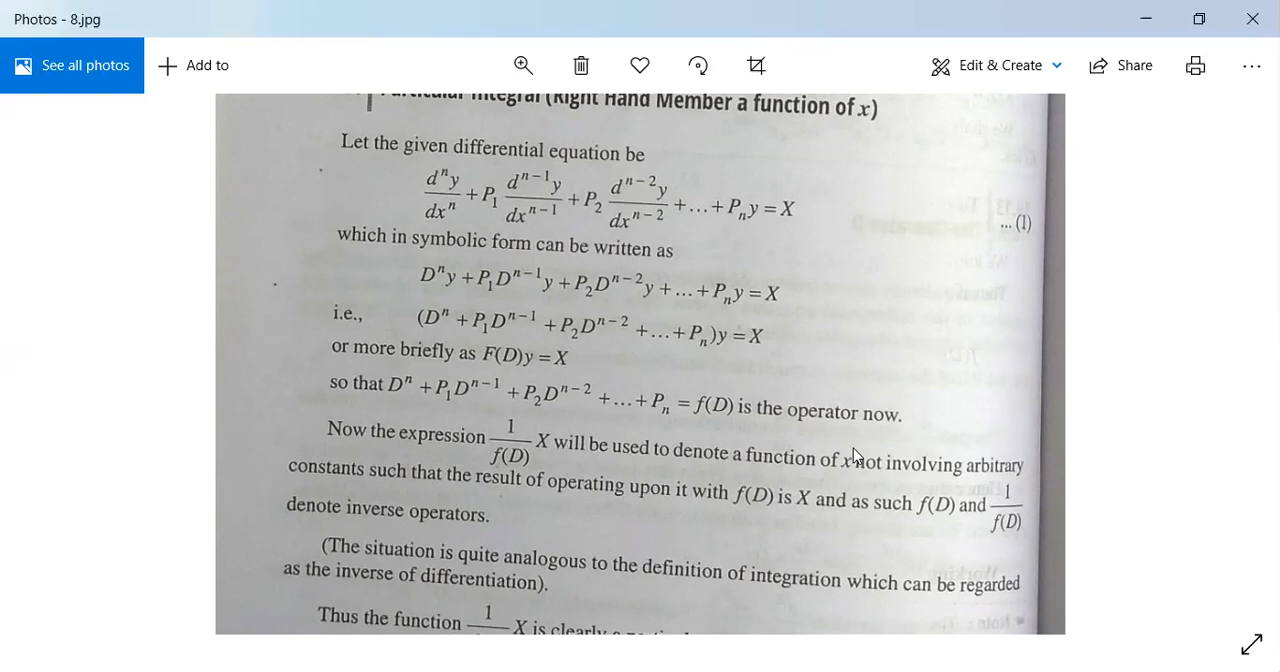 Photos - 8.jpg
See all photos
Add to
Edit & Create
Share
Particular Integral (Right Hand Member a function of x)
Let the given differential equation be
dⁿy/dxⁿ + P₁ dⁿ⁻¹y/dxⁿ⁻¹ + P₂ dⁿ⁻²y/dxⁿ⁻² + ... + Pₙy = X ... (1)
which in symbolic form can be written as
Dⁿy + P₁Dⁿ⁻¹y + P₂Dⁿ⁻²y + ... + Pₙy = X
i.e., (Dⁿ + P₁Dⁿ⁻¹ + P₂Dⁿ⁻² + ... + Pₙ)y = X
or more briefly as F(D)y = X
so that Dⁿ + P₁Dⁿ⁻¹ + P₂Dⁿ⁻² + ... + Pₙ = f(D) is the operator now.
Now the expression 1/f(D) X will be used to denote a function of x not involving arbitrary
constants such that the result of operating upon it with f(D) is X and as such f(D) and 1/f(D)
denote inverse operators.
(The situation is quite analogous to the definition of integration which can be regarded
as the inverse of differentiation).
Thus the function 1 X is clearly a